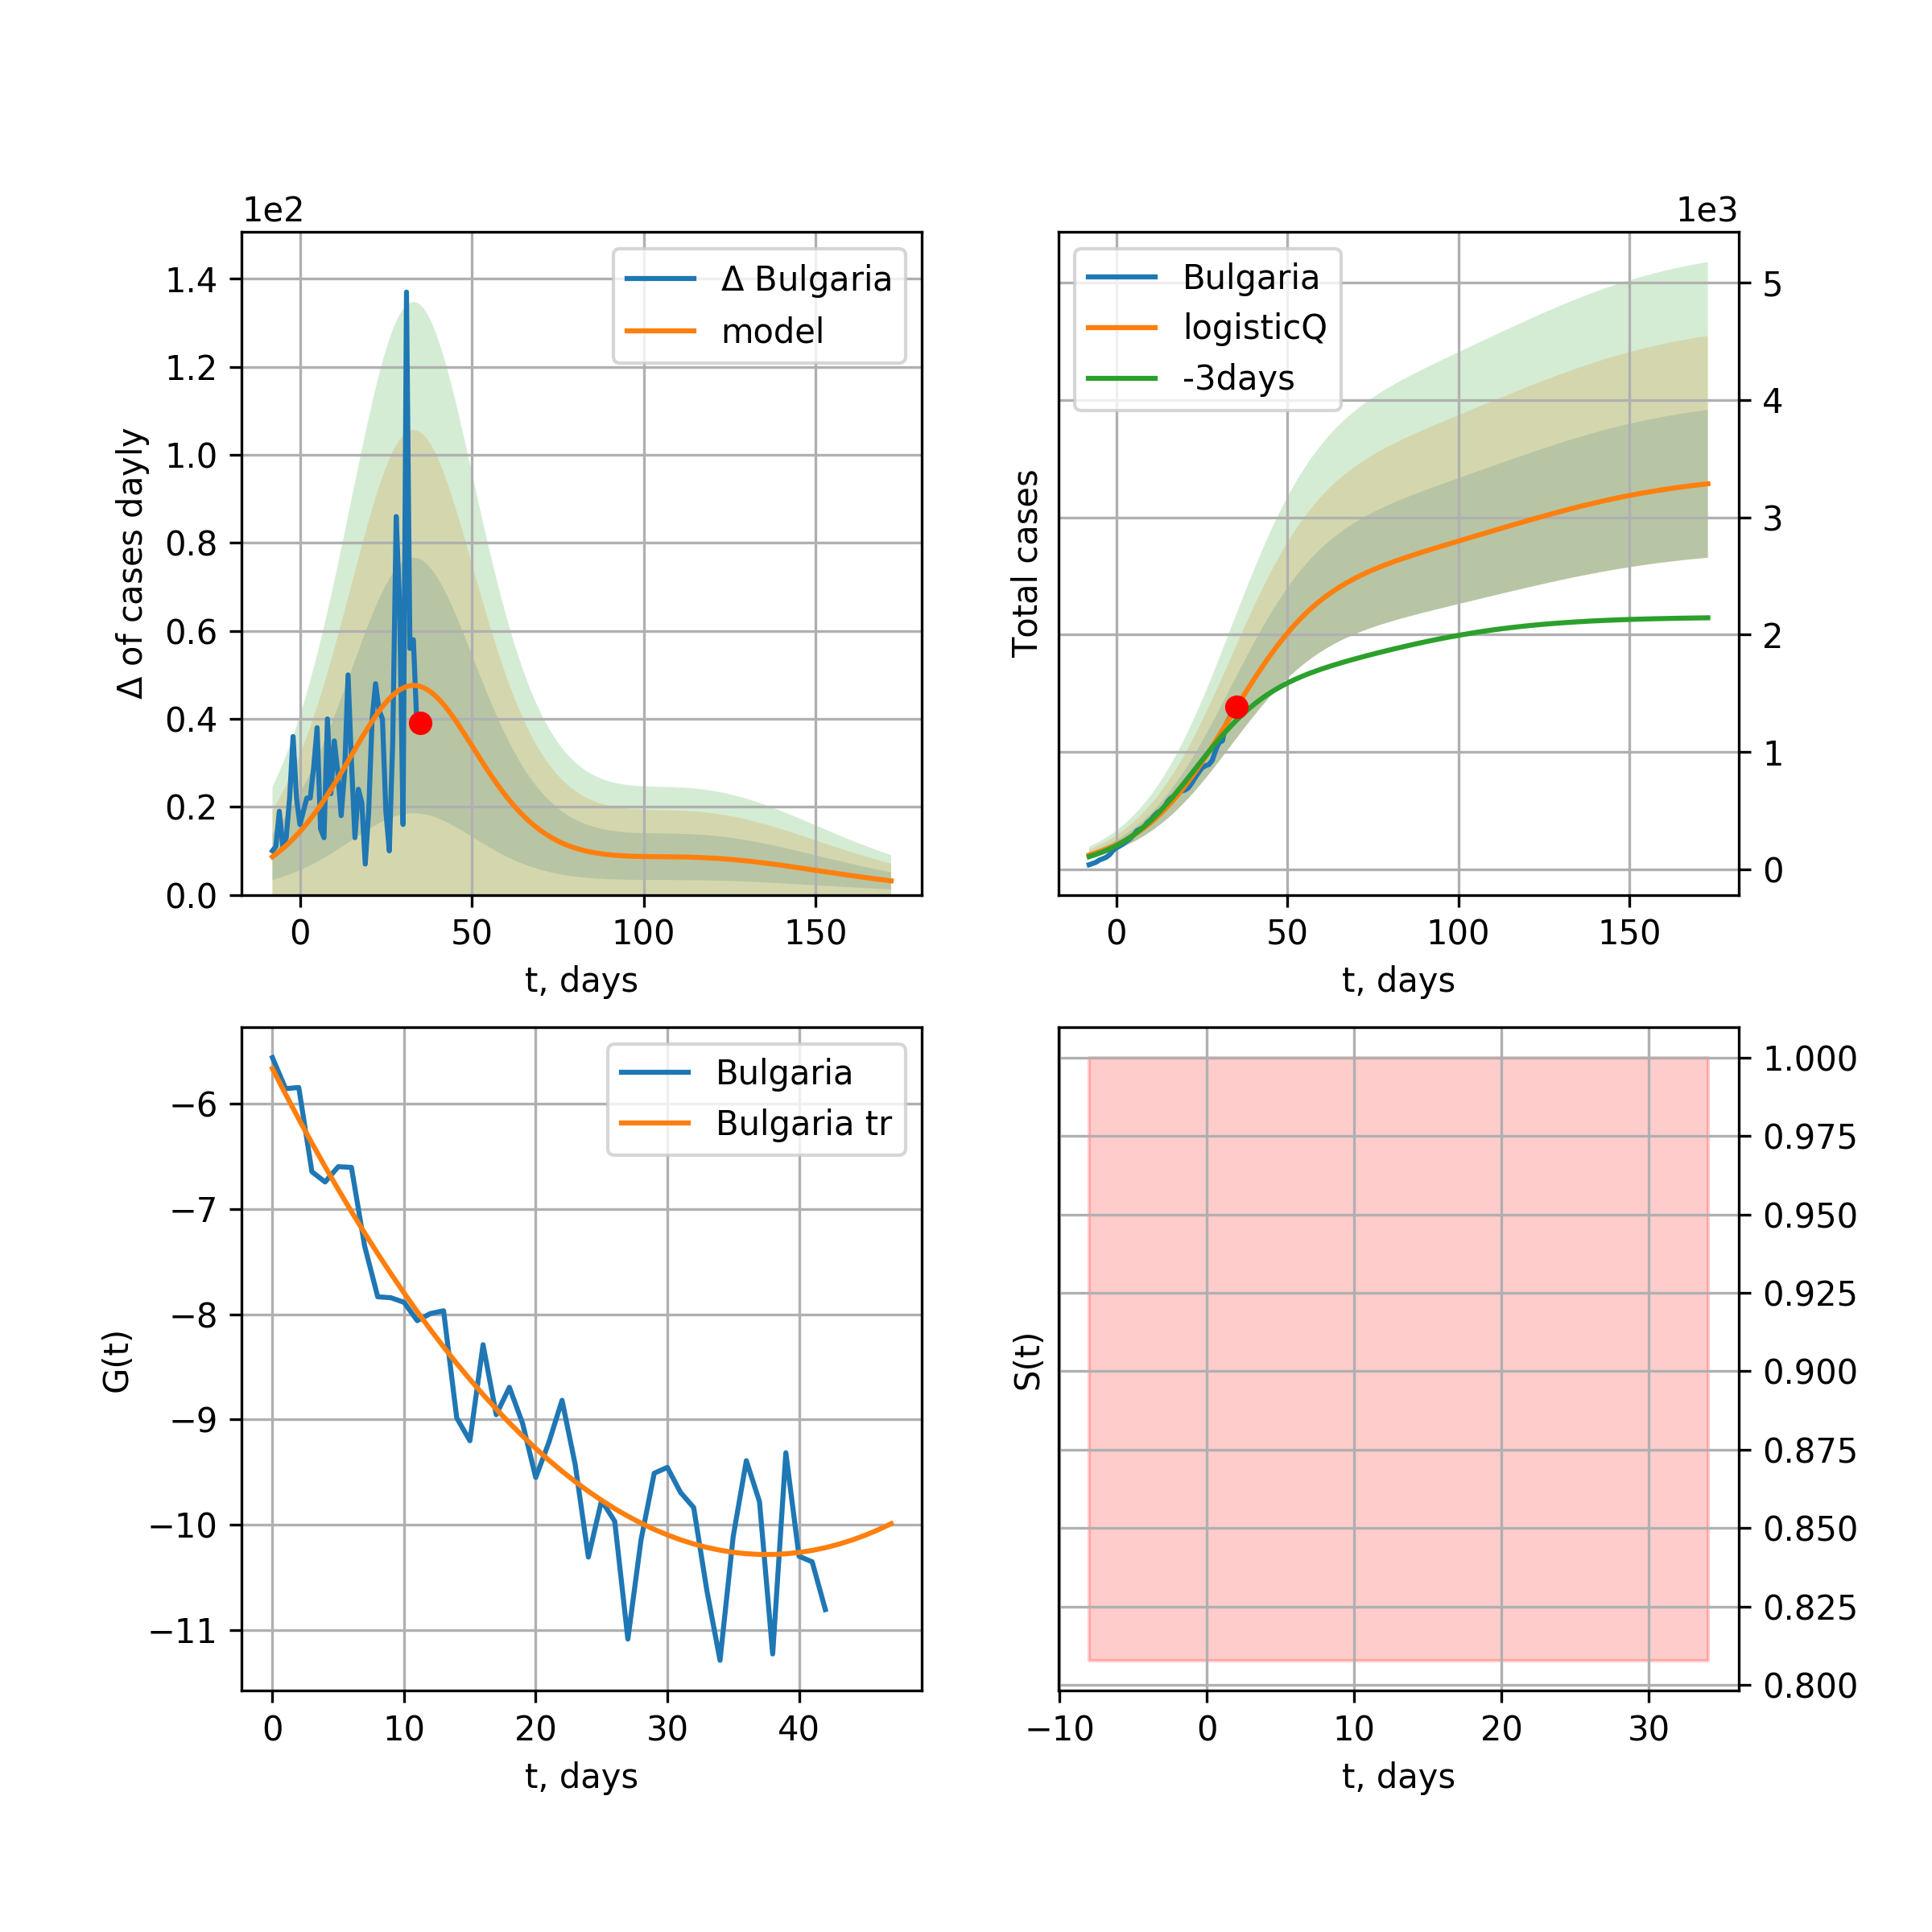 1e2
Δ of cases dayly
1.4
1.2
1.0
0.8
0.6
0.4
0.2
0.0
Δ Bulgaria
model
0
50
100
150
t, days
1e3
Total cases
Bulgaria
logisticQ
-3days
5
4
3
2
1
0
0
50
100
150
t, days
G(t)
−6
−7
−8
−9
−10
−11
Bulgaria
Bulgaria tr
0
10
20
30
40
t, days
S(t)
1.000
0.975
0.950
0.925
0.900
0.875
0.850
0.825
0.800
−10
0
10
20
30
t, days